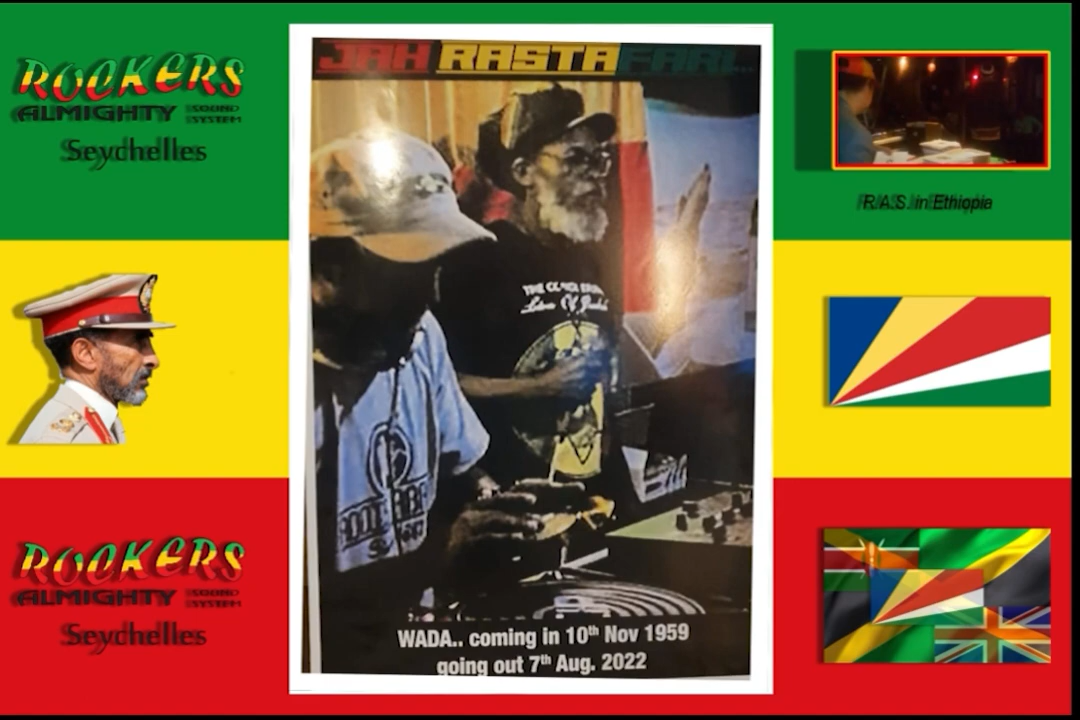 ROCKERS
ALMIGHTY SOUND SYSTEM
Seychelles
JAH RASTAFARI...
R.A.S. in Ethiopia
WADA.. coming in 10th Nov 1959
going out 7th Aug. 2022
ROCKERS
ALMIGHTY SOUND SYSTEM
Seychelles